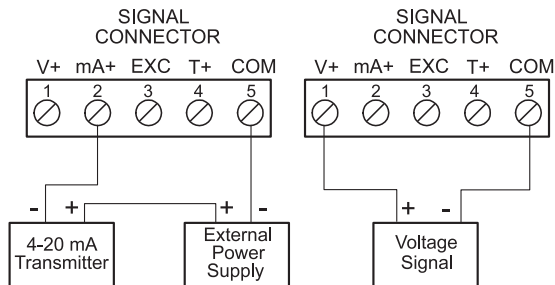 SIGNAL
CONNECTOR
V+ mA+ EXC T+ COM
1 2 3 4 5
- + + -
4-20 mA
Transmitter
External
Power
Supply
SIGNAL
CONNECTOR
V+ mA+ EXC T+ COM
1 2 3 4 5
+ -
Voltage
Signal